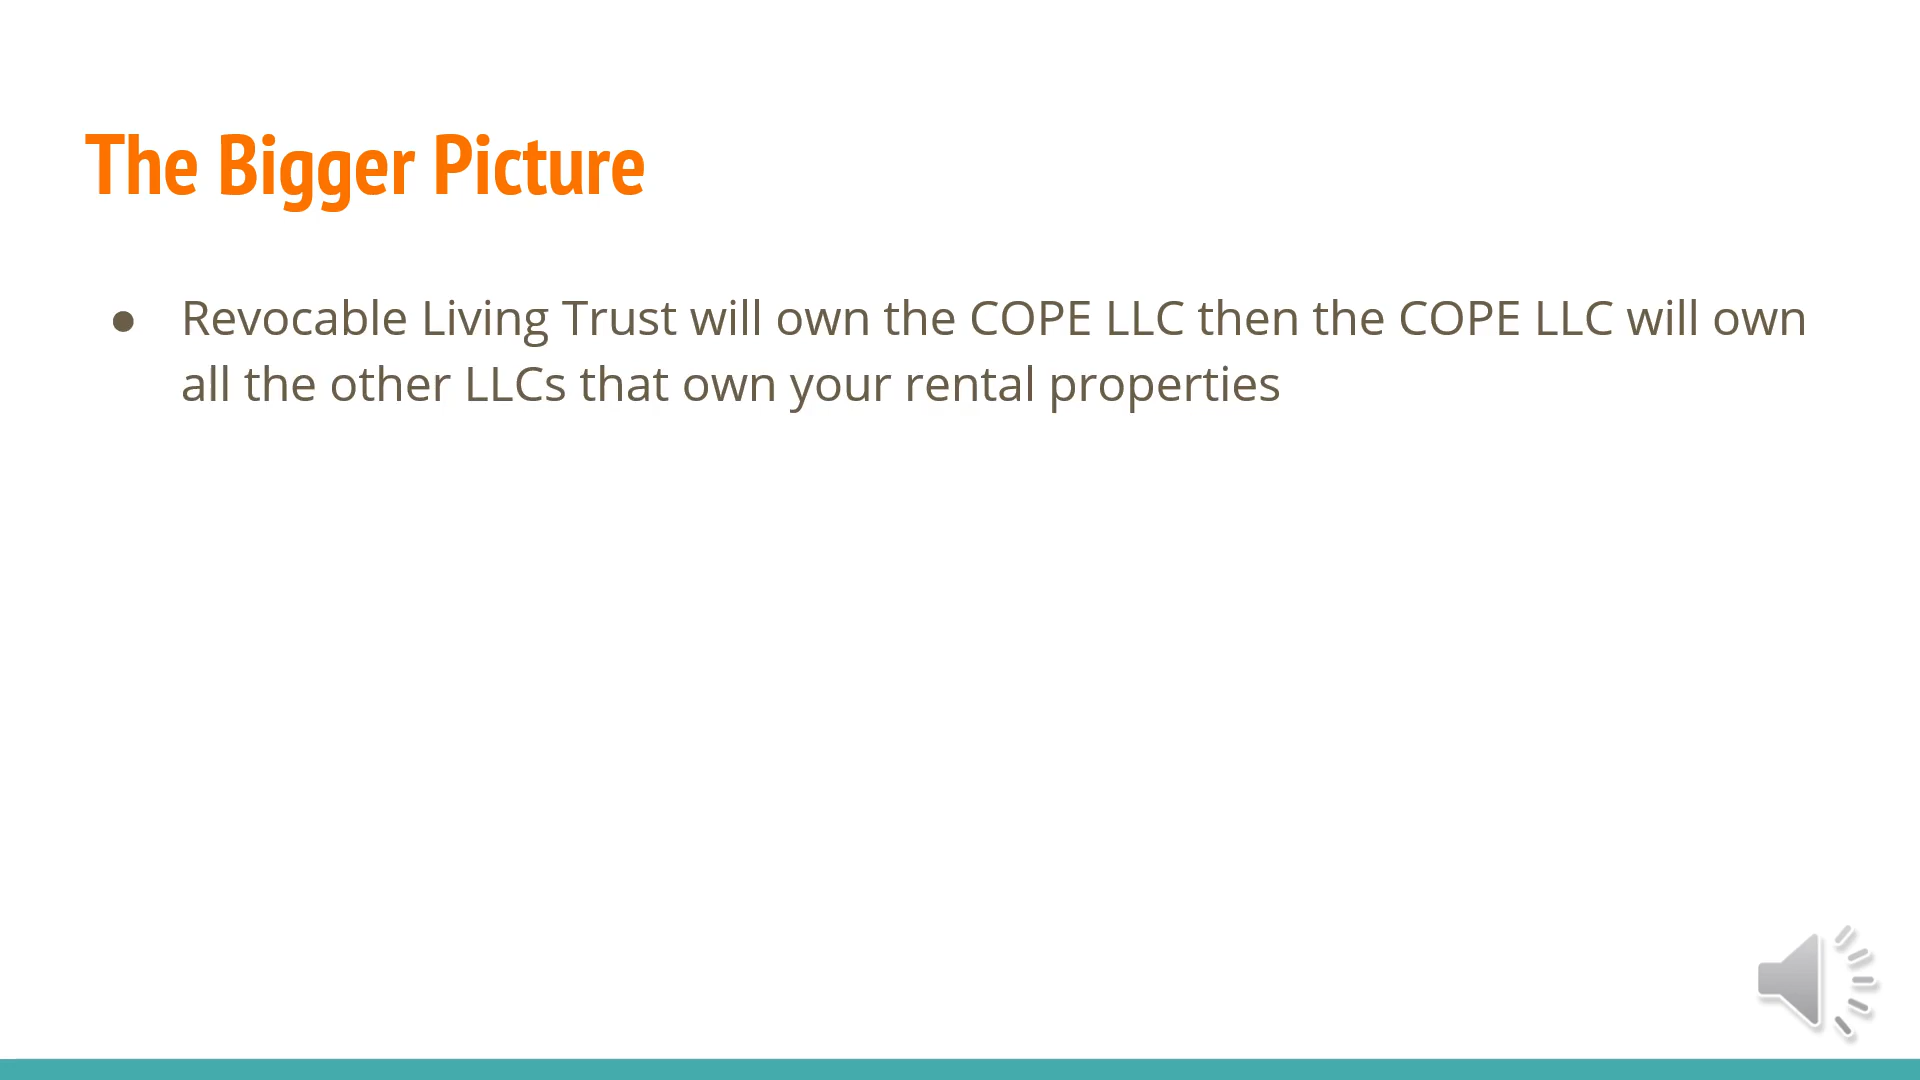 The Bigger Picture
● Revocable Living Trust will own the COPE LLC then the COPE LLC will own
all the other LLCs that own your rental properties